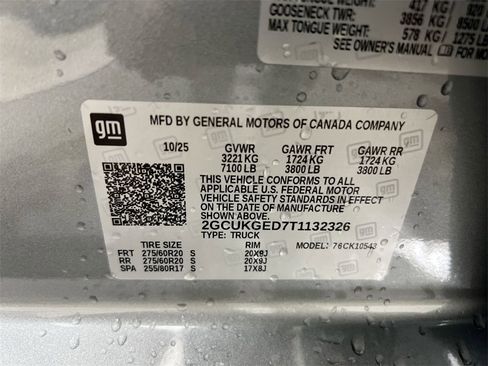 417 KG /
GOOSENECK TWR:
3856 KG / 8500 LB
MAX TONGUE WEIGHT:
578 KG / 1275 LB
SEE OWNER'S MANUAL FOR MO
gm
MFD BY GENERAL MOTORS OF CANADA COMPANY
10/25 GVWR GAWR FRT GAWR RR
3221 KG 1724 KG 1724 KG
7100 LB 3800 LB 3800 LB
THIS VEHICLE CONFORMS TO ALL
APPLICABLE U.S. FEDERAL MOTOR
VEHICLE SAFETY STANDARDS IN EFFECT
ON THE DATE OF MANUFACTURE
SHOWN ABOVE.
2GCUKGED7T1132326
TYPE: TRUCK
TIRE SIZE RIM MODEL: 76CK10543
FRT 275/60R20 S 20X9J
RR 275/60R20 S 20X9J
SPA 255/80R17 S 17X8J